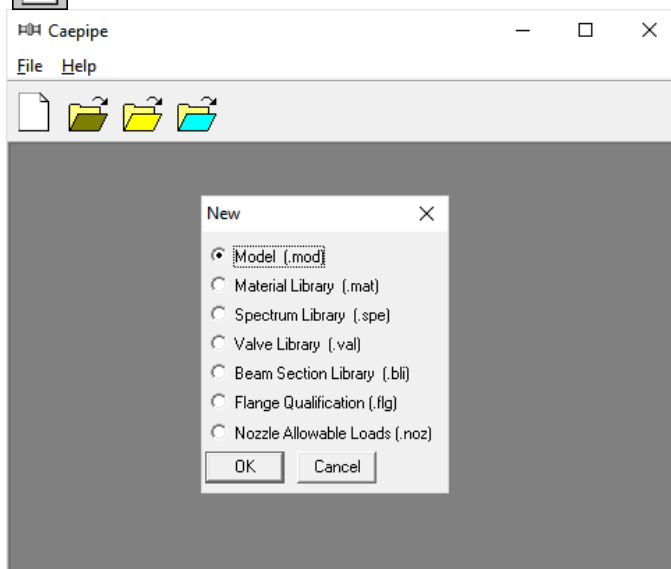 Caepipe
File Help
New
Model (.mod)
Material Library (.mat)
Spectrum Library (.spe)
Valve Library (.val)
Beam Section Library (.bli)
Flange Qualification (.flg)
Nozzle Allowable Loads (.noz)
OK Cancel